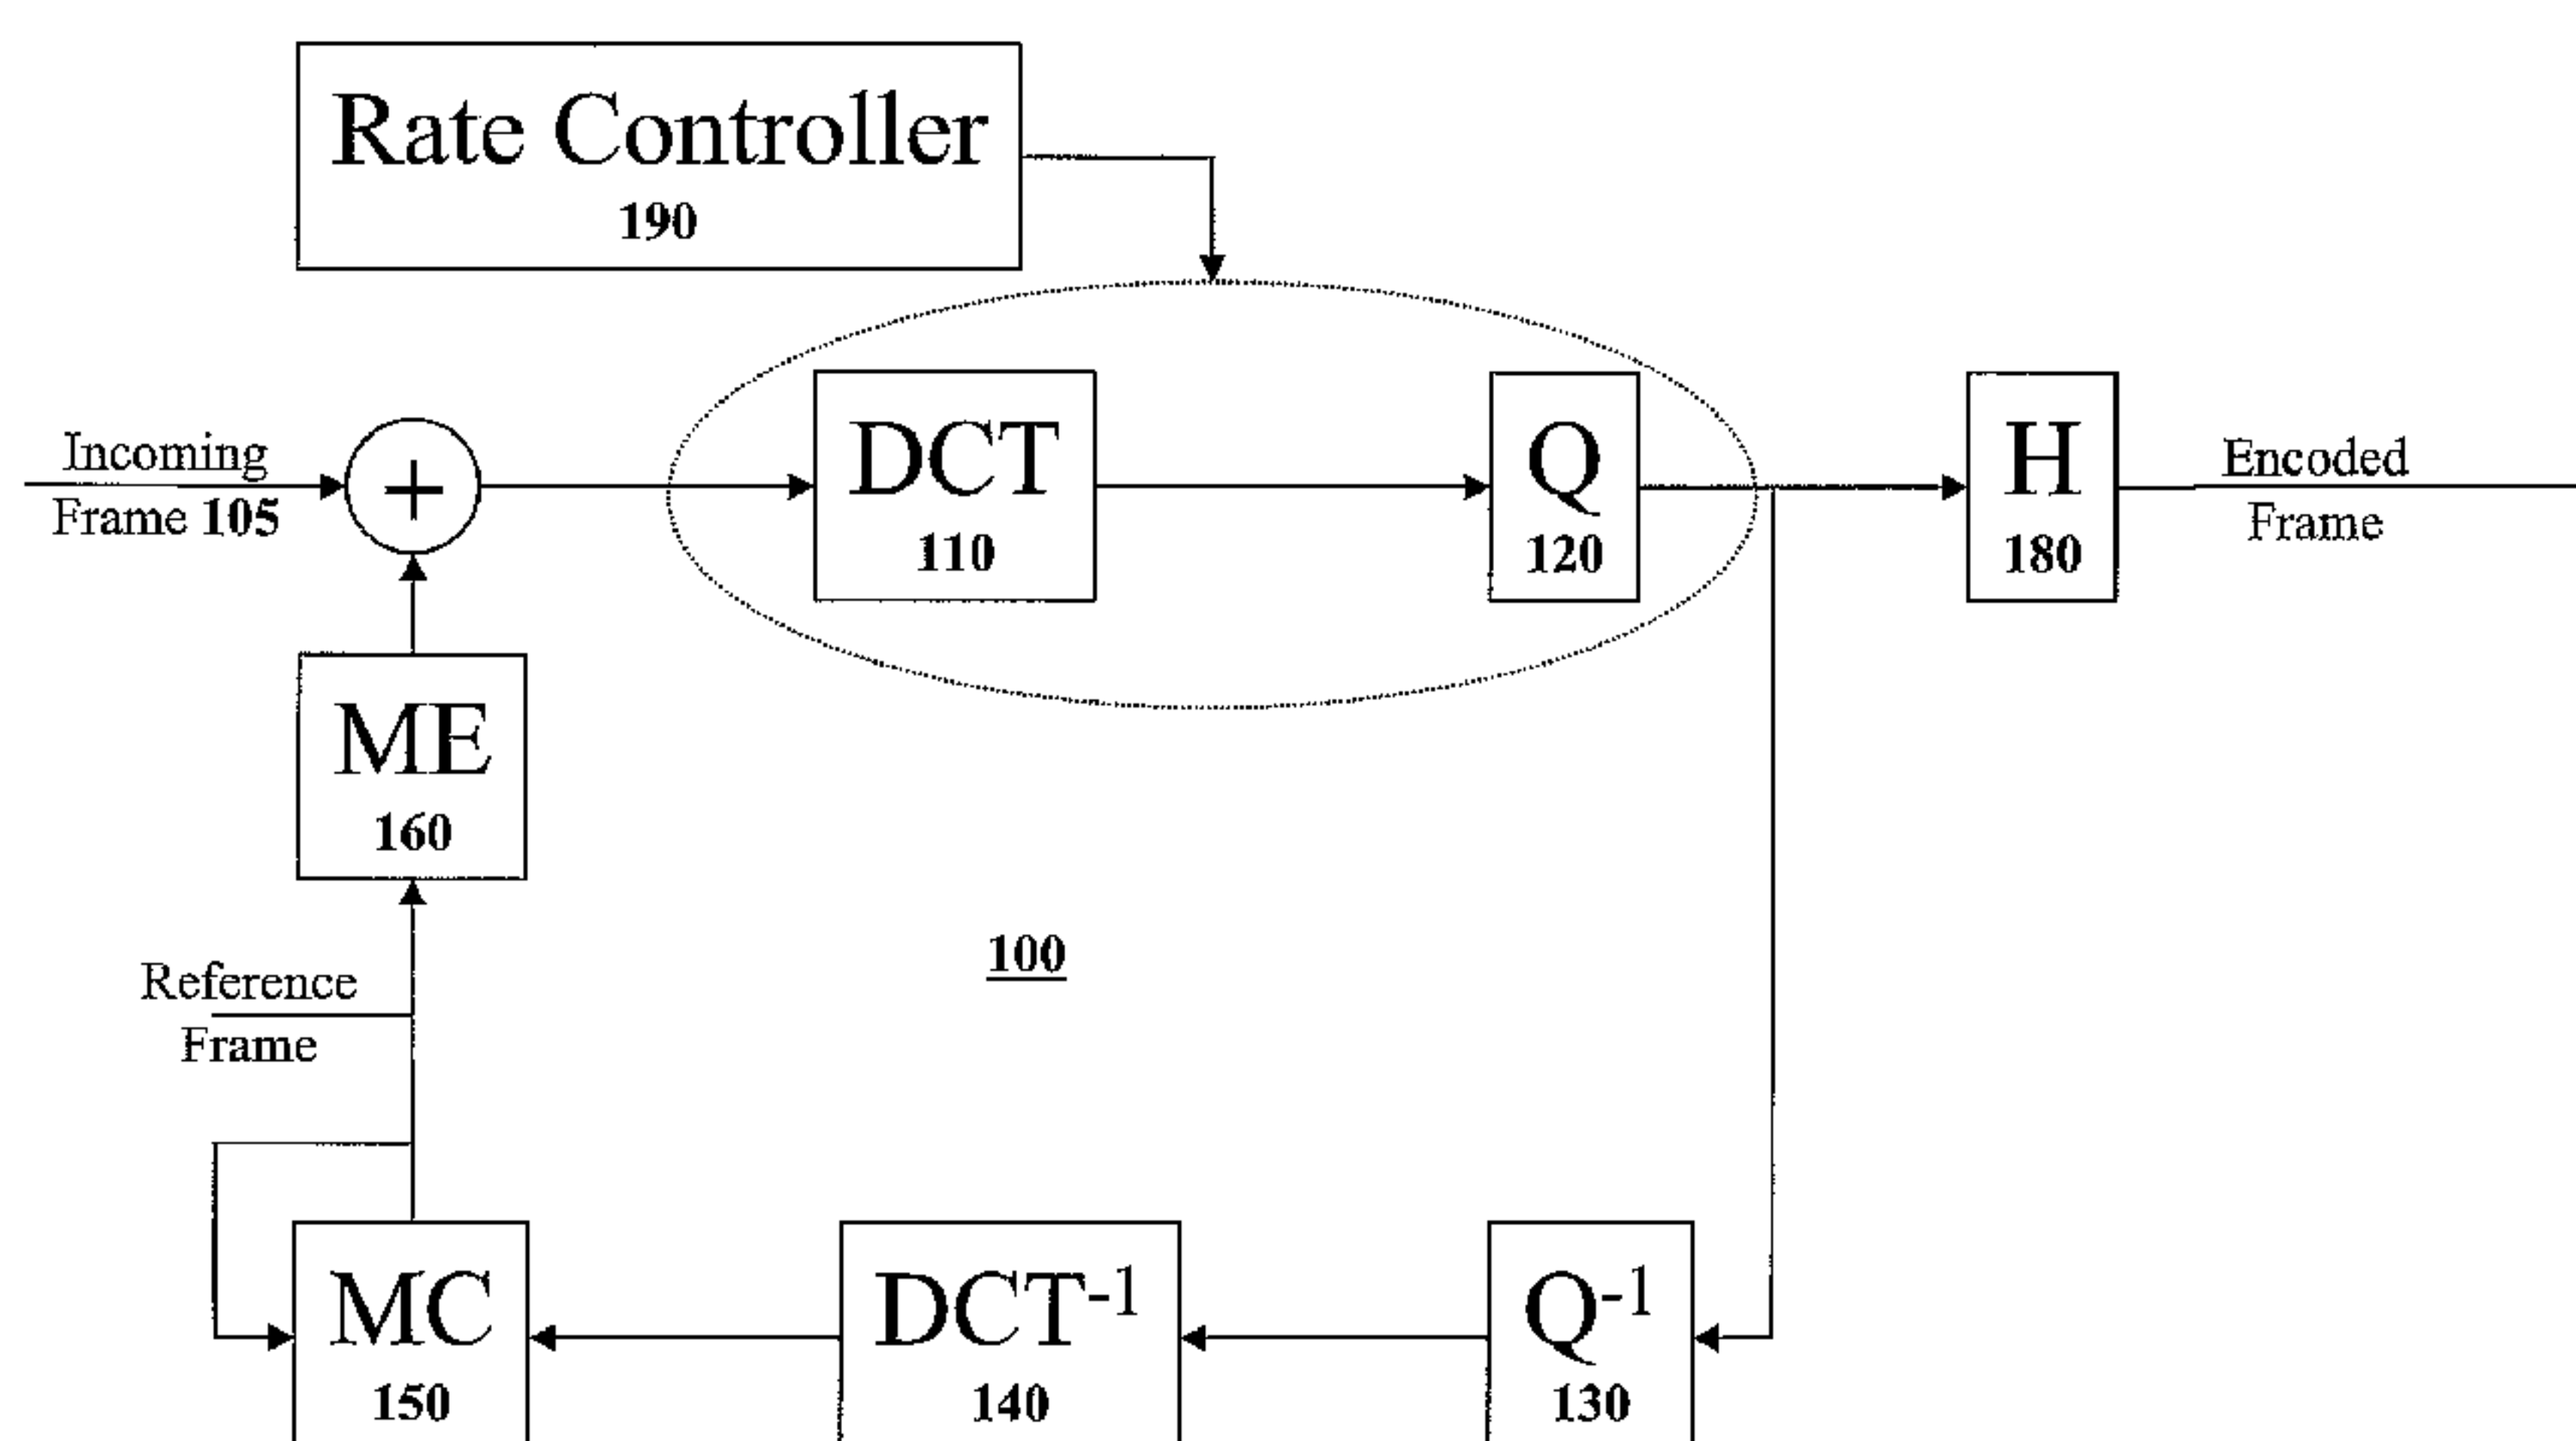 Rate Controller
190
Incoming
Frame 105
+
DCT
110
Q
120
H
180
Encoded
Frame
ME
160
100
Reference
Frame
MC
150
DCT-1
140
Q-1
130